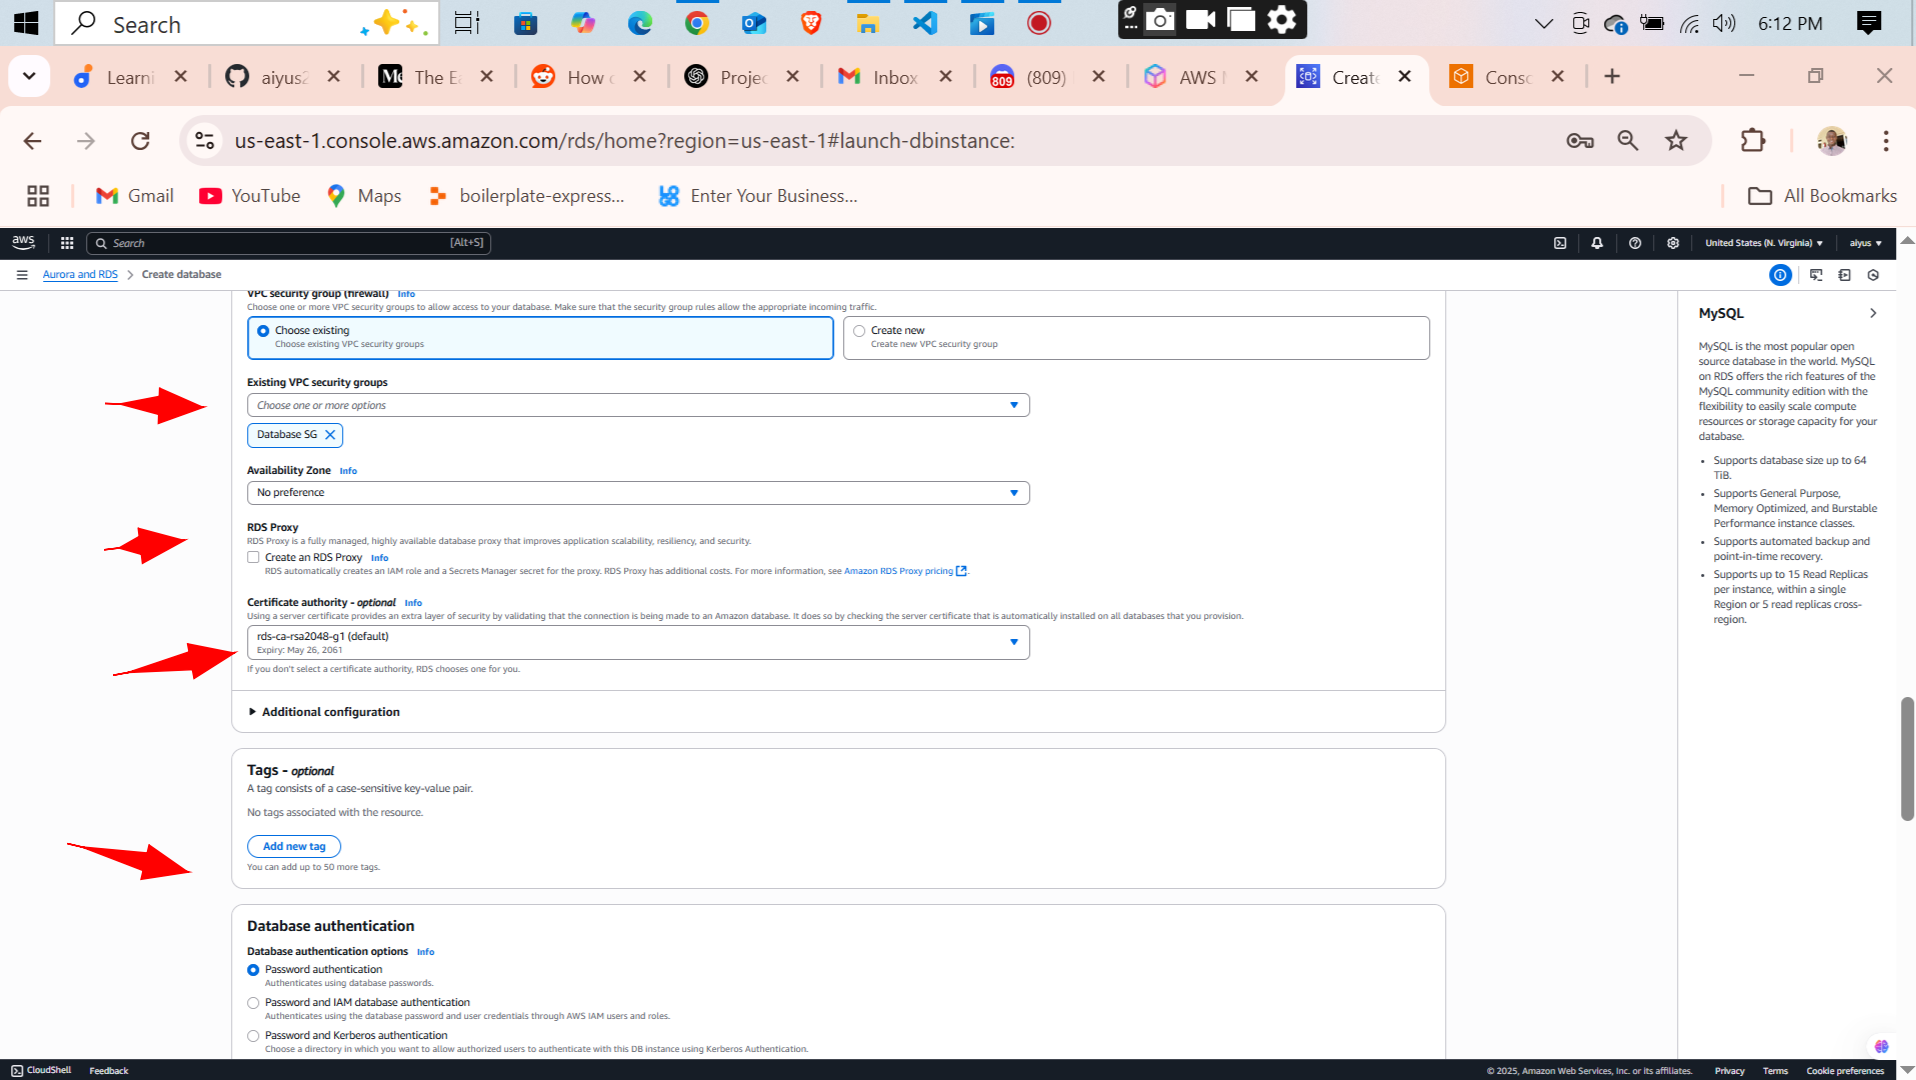 Search
6:12 PM
Learni
aiyus2
The Ea
How c
Projec
Inbox
(809)
AWS
Create
Conso
us-east-1.console.aws.amazon.com/rds/home?region=us-east-1#launch-dbinstance:
Gmail
YouTube
Maps
boilerplate-express...
Enter Your Business...
All Bookmarks
aws
Search
[Alt+S]
United States (N. Virginia)
aiyus
Aurora and RDS > Create database
VPC security group (firewall) Info
Choose one or more VPC security groups to allow access to your database. Make sure that the security group rules allow the appropriate incoming traffic.
Choose existing
Choose existing VPC security groups
Create new
Create new VPC security group
Existing VPC security groups
Choose one or more options
Database SG
Availability Zone Info
No preference
RDS Proxy
RDS Proxy is a fully managed, highly available database proxy that improves application scalability, resiliency, and security.
Create an RDS Proxy Info
RDS automatically creates an IAM role and a Secrets Manager secret for the proxy. RDS Proxy has additional costs. For more information, see Amazon RDS Proxy pricing.
Certificate authority - optional Info
Using a server certificate provides an extra layer of security by validating that the connection is being made to an Amazon database. It does so by checking the server certificate that is automatically installed on all databases that you provision.
rds-ca-rsa2048-g1 (default)
Expiry: May 26, 2061
If you don't select a certificate authority, RDS chooses one for you.
Additional configuration
Tags - optional
A tag consists of a case-sensitive key-value pair.
No tags associated with the resource.
Add new tag
You can add up to 50 more tags.
Database authentication
Database authentication options Info
Password authentication
Authenticates using database passwords.
Password and IAM database authentication
Authenticates using the database password and user credentials through AWS IAM users and roles.
Password and Kerberos authentication
Choose a directory in which you want to allow authorized users to authenticate with this DB instance using Kerberos Authentication.
MySQL
MySQL is the most popular open
source database in the world. MySQL
on RDS offers the rich features of the
MySQL community edition with the
flexibility to easily scale compute
resources or storage capacity for your
database.
• Supports database size up to 64
TiB.
• Supports General Purpose,
Memory Optimized, and Burstable
Performance instance classes.
• Supports automated backup and
point-in-time recovery.
• Supports up to 15 Read Replicas
per instance, within a single
Region or 5 read replicas cross-
region.
CloudShell
Feedback
© 2025, Amazon Web Services, Inc. or its affiliates.
Privacy
Terms
Cookie preferences